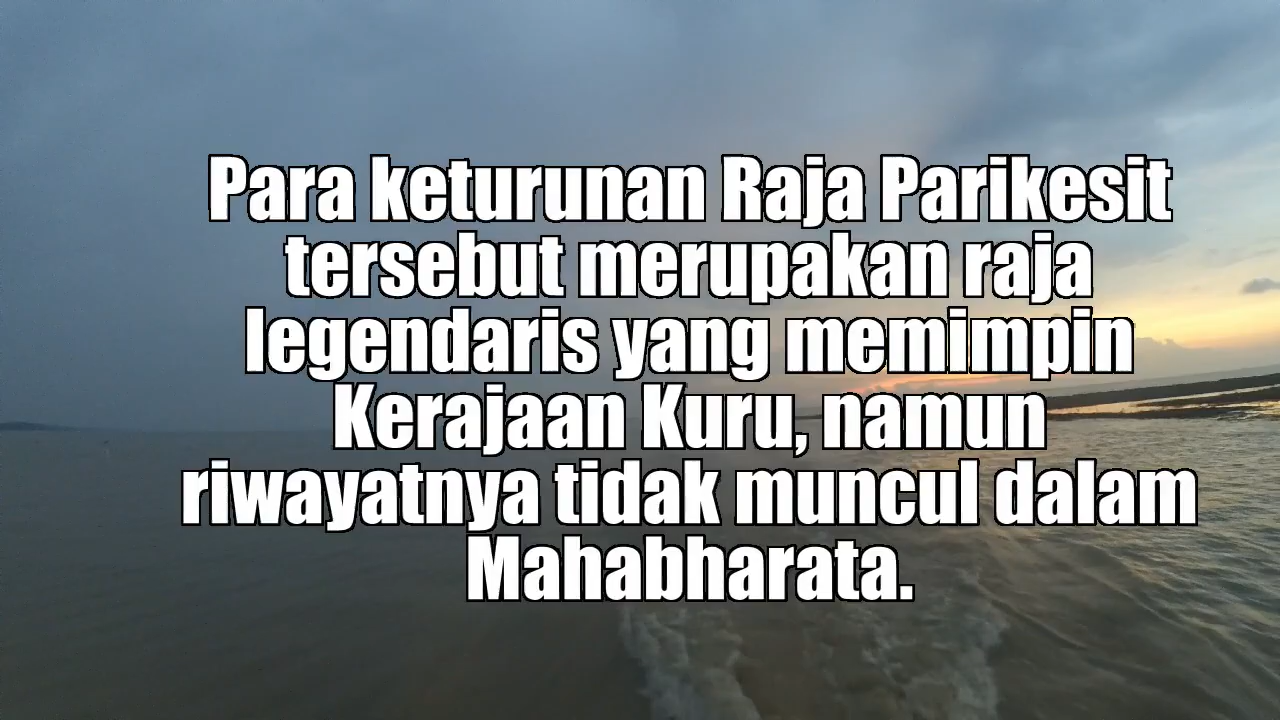 Para keturunan Raja Parikesit
tersebut merupakan raja
legendaris yang memimpin
Kerajaan Kuru, namun
riwayatnya tidak muncul dalam
Mahabharata.